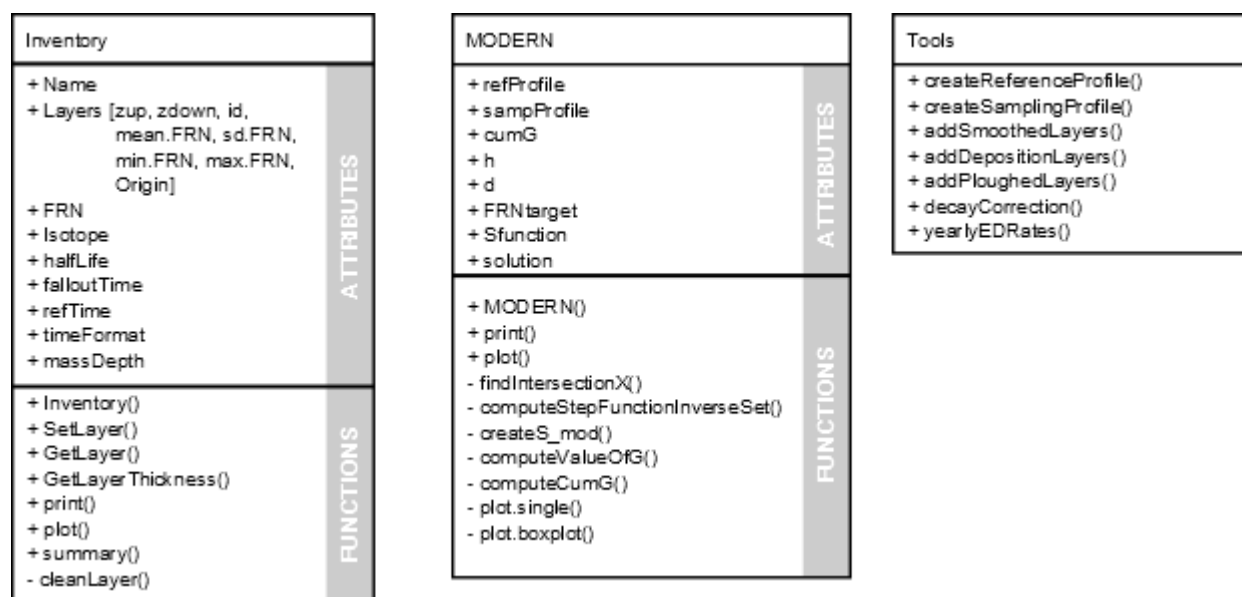 Inventory
+ Name
+ Layers [zup, zdown, id,
mean.FRN, sd.FRN,
min.FRN, max.FRN,
Origin]
+ FRN
+ Isotope
+ halfLife
+ falloutTime
+ refTime
+ timeFormat
+ massDepth
ATTRIBUTES
+ Inventory()
+ SetLayer()
+ GetLayer()
+ GetLayerThickness()
+ print()
+ plot()
+ summary()
- cleanLayer()
FUNCTIONS
MODERN
+ refProfile
+ sampProfile
+ cumG
+ h
+ d
+ FRNtarget
+ Sfunction
+ solution
ATTRIBUTES
+ MODERN()
+ print()
+ plot()
- findIntersectionX()
- computeStepFunctionInverseSet()
- createS_mod()
- computeValueOfG()
- computeCumG()
- plot.single()
- plot.boxplot()
FUNCTIONS
Tools
+ createReferenceProfile()
+ createSamplingProfile()
+ addSmoothedLayers()
+ addDepositionLayers()
+ addPloughedLayers()
+ decayCorrection()
+ yearlyEDRates()